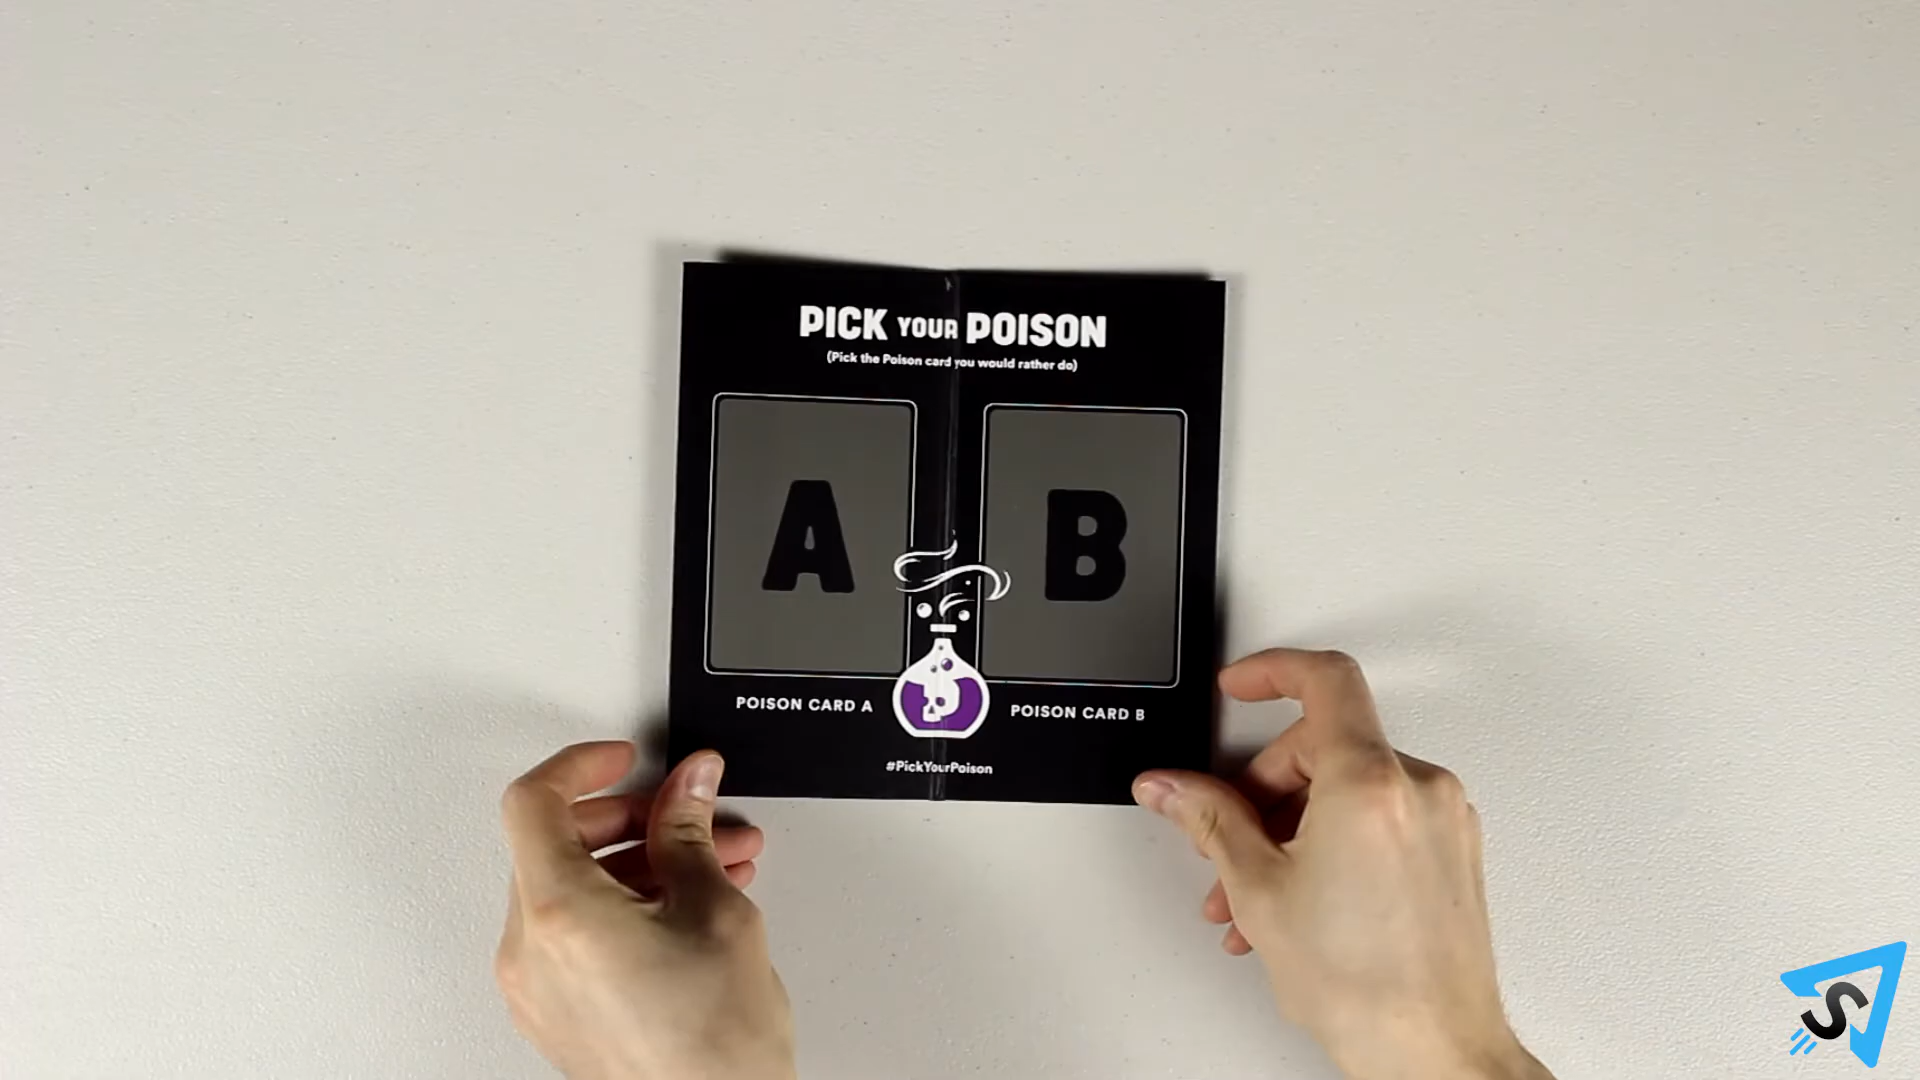 PICK YOUR POISON
(Pick the Poison card you would rather do)
A
B
POISON CARD A
POISON CARD B
#PickYourPoison
S